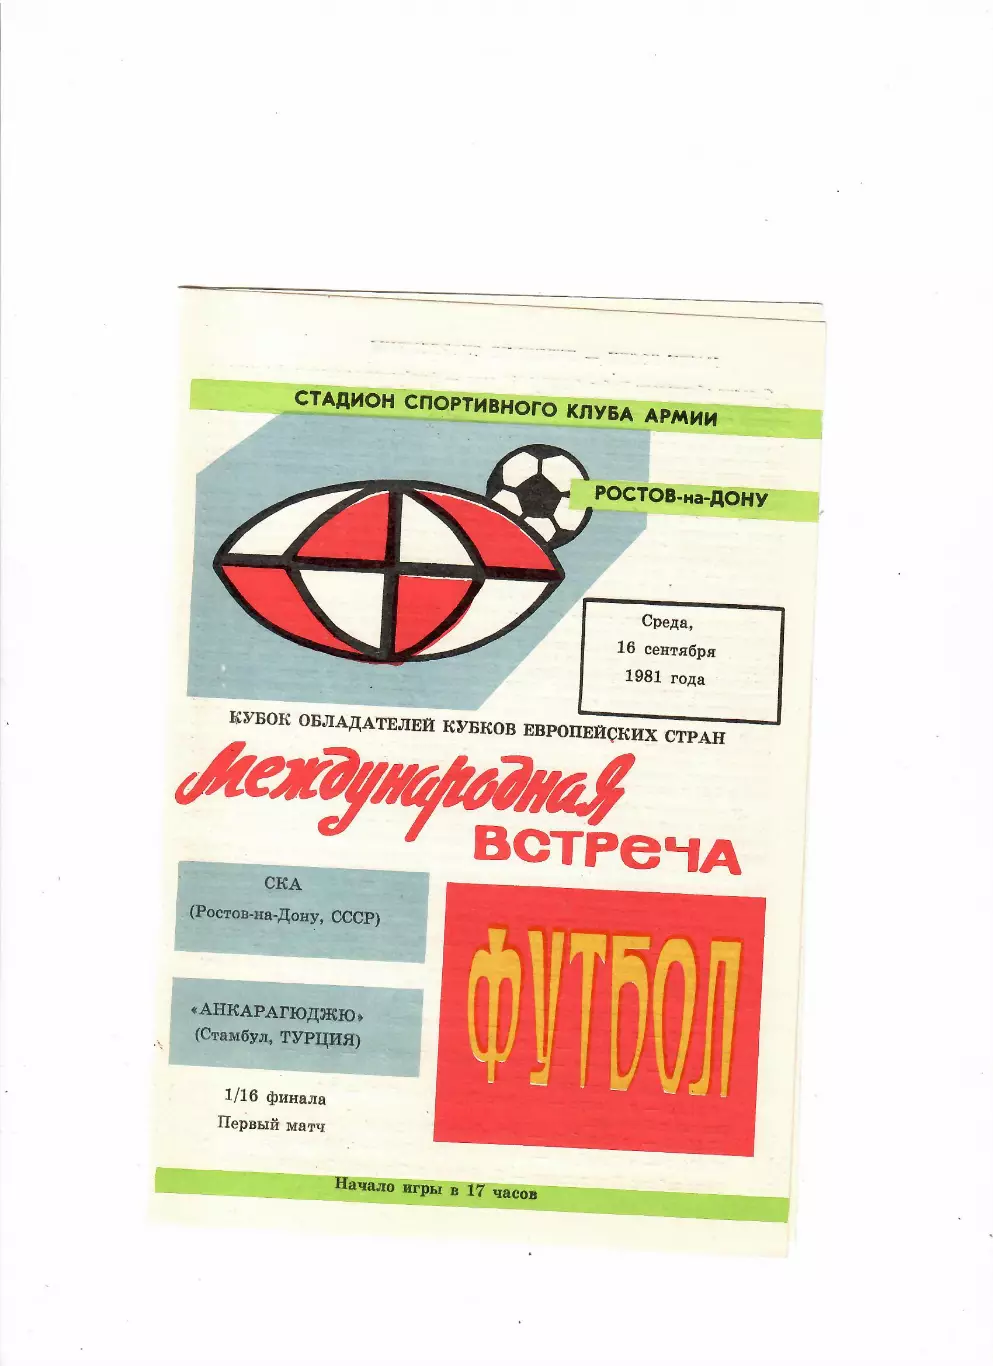 СТАДИОН СПОРТИВНОГО КЛУБА АРМИИ
РОСТОВ-на-ДОНУ
Среда,
16 сентября
1981 года
КУБОК ОБЛАДАТЕЛЕЙ КУБКОВ ЕВРОПЕЙСКИХ СТРАН
Международная
ВСТРЕЧА
СКА
(Ростов-на-Дону, СССР)
«АНКАРАГЮДЖЮ»
(Стамбул, ТУРЦИЯ)
1/16 финала
Первый матч
ФУТБОЛ
Начало игры в 17 часов